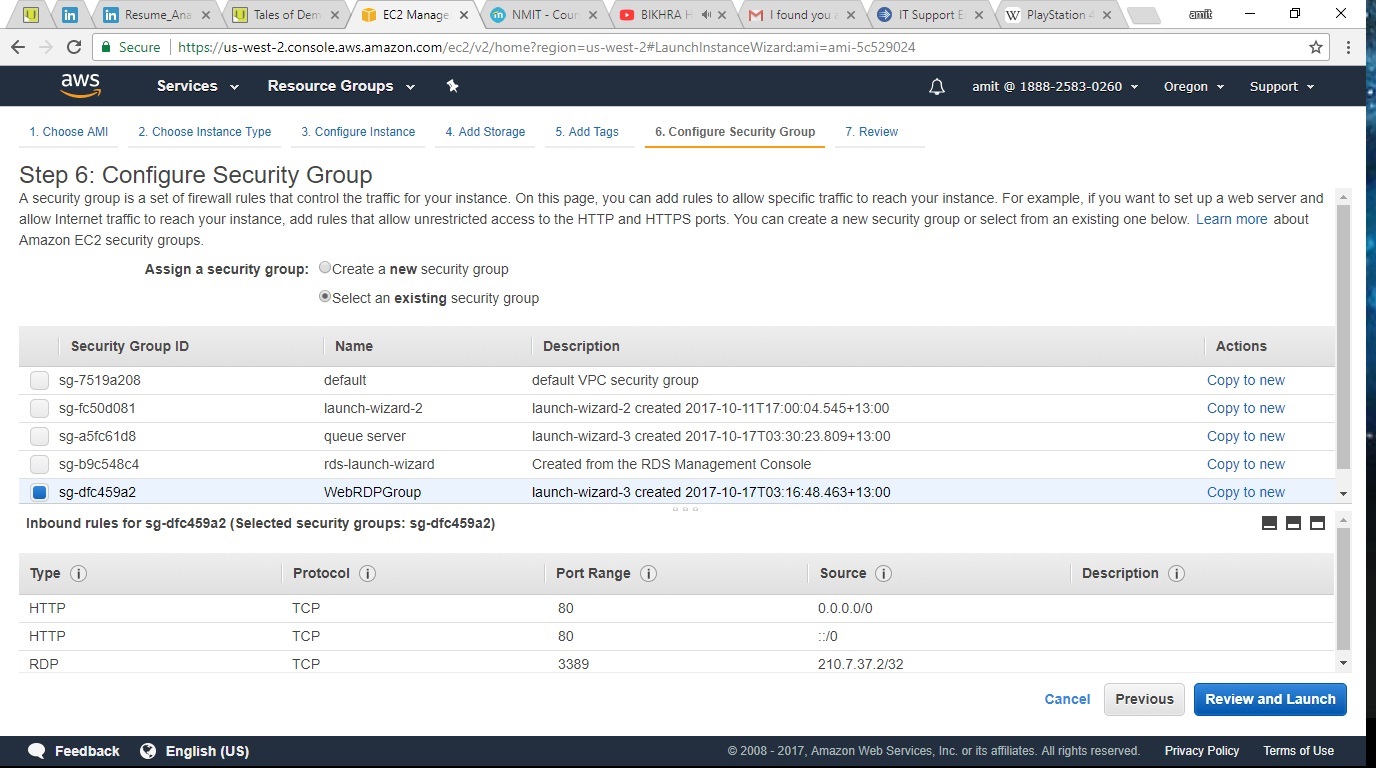 Resume_Ana
Tales of Dem
EC2 Manage
NMIT - Coun
BIKHRA H
I found you a
IT Support E
PlayStation 4
amit
Secure https://us-west-2.console.aws.amazon.com/ec2/v2/home?region=us-west-2#LaunchInstanceWizard:ami=ami-5c529024
aws Services Resource Groups amit @ 1888-2583-0260 Oregon Support
1. Choose AMI 2. Choose Instance Type 3. Configure Instance 4. Add Storage 5. Add Tags 6. Configure Security Group 7. Review
Step 6: Configure Security Group
A security group is a set of firewall rules that control the traffic for your instance. On this page, you can add rules to allow specific traffic to reach your instance. For example, if you want to set up a web server and
allow Internet traffic to reach your instance, add rules that allow unrestricted access to the HTTP and HTTPS ports. You can create a new security group or select from an existing one below. Learn more about
Amazon EC2 security groups.
Assign a security group: Create a new security group
Select an existing security group
Security Group ID Name Description Actions
sg-7519a208 default default VPC security group Copy to new
sg-fc50d081 launch-wizard-2 launch-wizard-2 created 2017-10-11T17:00:04.545+13:00 Copy to new
sg-a5fc61d8 queue server launch-wizard-3 created 2017-10-17T03:30:23.809+13:00 Copy to new
sg-b9c548c4 rds-launch-wizard Created from the RDS Management Console Copy to new
sg-dfc459a2 WebRDPGroup launch-wizard-3 created 2017-10-17T03:16:48.463+13:00 Copy to new
Inbound rules for sg-dfc459a2 (Selected security groups: sg-dfc459a2)
Type Protocol Port Range Source Description
HTTP TCP 80 0.0.0.0/0
HTTP TCP 80 ::/0
RDP TCP 3389 210.7.37.2/32
Cancel Previous Review and Launch
Feedback English (US) © 2008 - 2017, Amazon Web Services, Inc. or its affiliates. All rights reserved. Privacy Policy Terms of Use